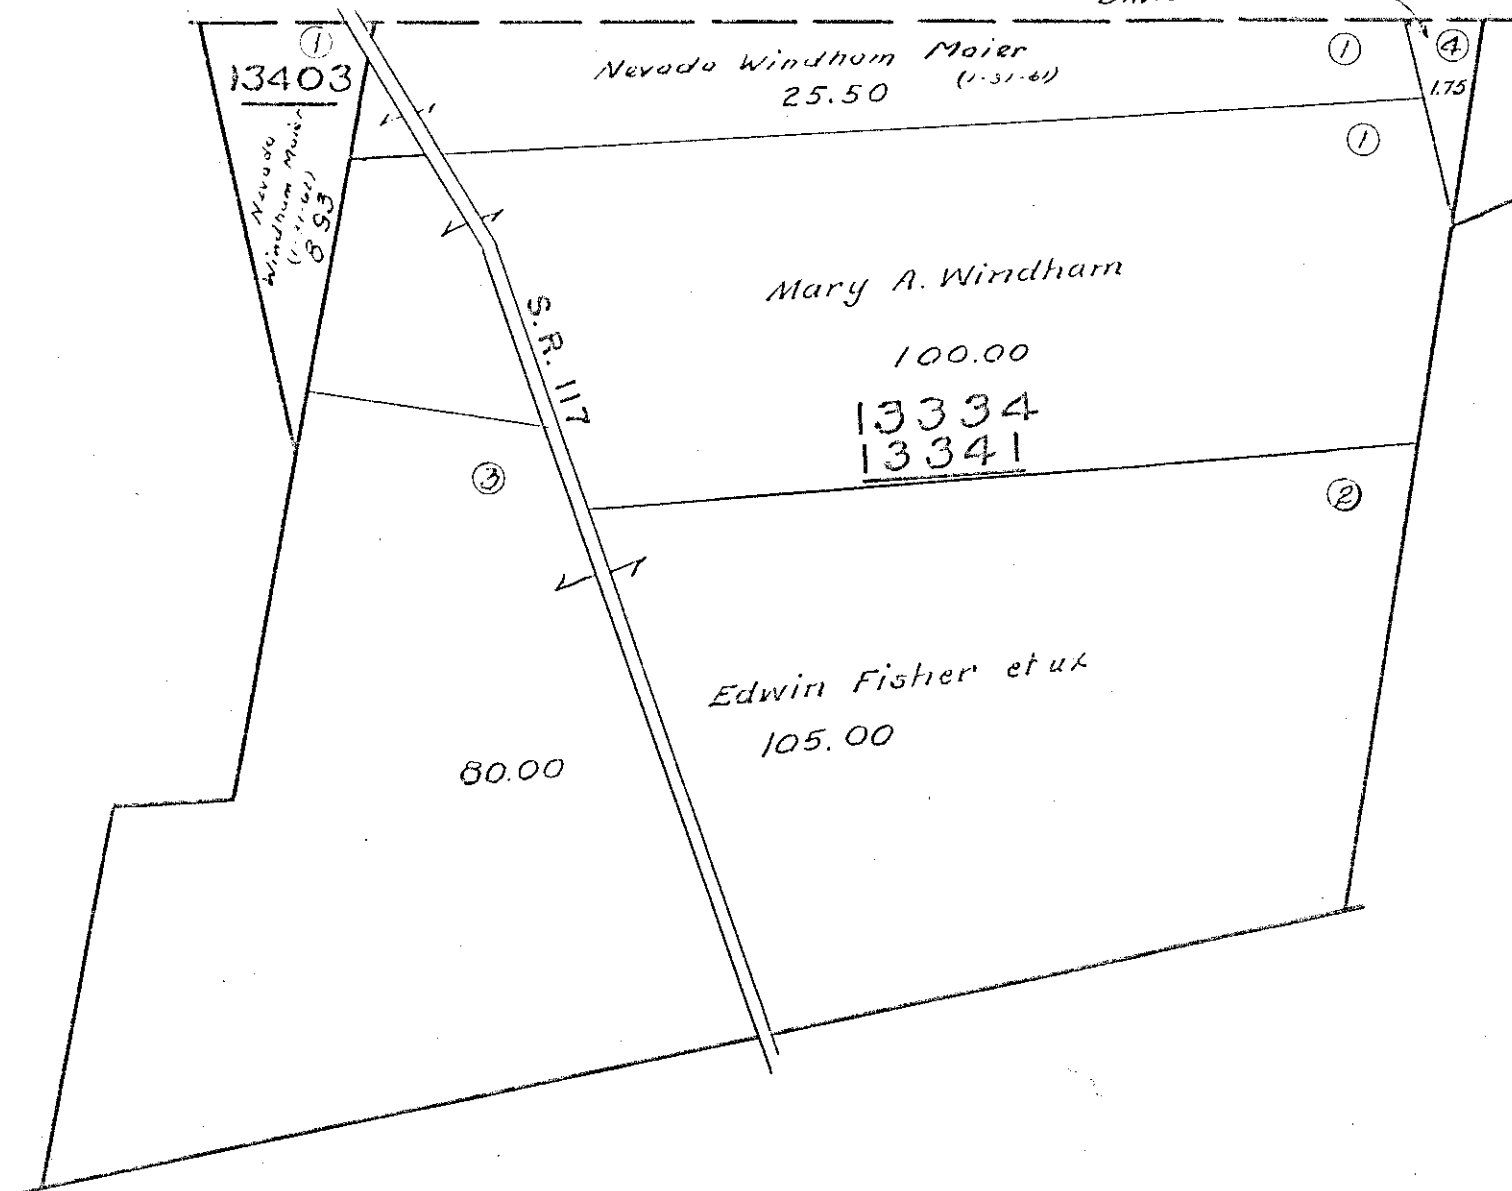 ①
13403
Nevada
Windham Maier
8.93
Nevada Windham Maier
(1-31-61)
25.50
①
④
1.75
①
S.R. 117
Mary A. Windham
100.00
13334
13341
③
②
Edwin Fisher et ux
105.00
80.00